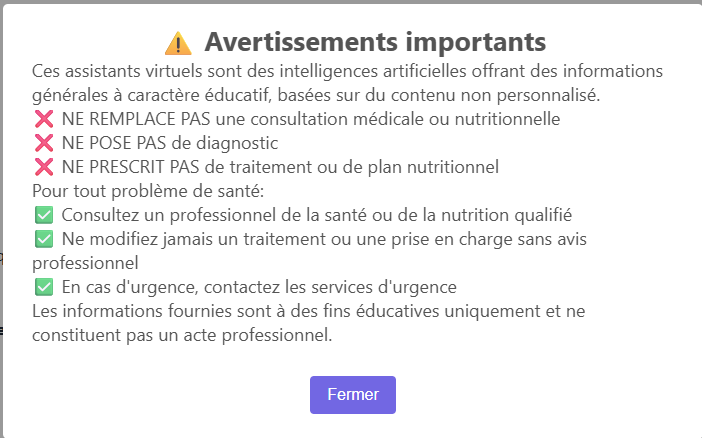 ⚠️ Avertissements importants
Ces assistants virtuels sont des intelligences artificielles offrant des informations
générales à caractère éducatif, basées sur du contenu non personnalisé.
❌ NE REMPLACE PAS une consultation médicale ou nutritionnelle
❌ NE POSE PAS de diagnostic
❌ NE PRESCRIT PAS de traitement ou de plan nutritionnel
Pour tout problème de santé:
✅ Consultez un professionnel de la santé ou de la nutrition qualifié
✅ Ne modifiez jamais un traitement ou une prise en charge sans avis
professionnel
✅ En cas d'urgence, contactez les services d'urgence
Les informations fournies sont à des fins éducatives uniquement et ne
constituent pas un acte professionnel.
Fermer